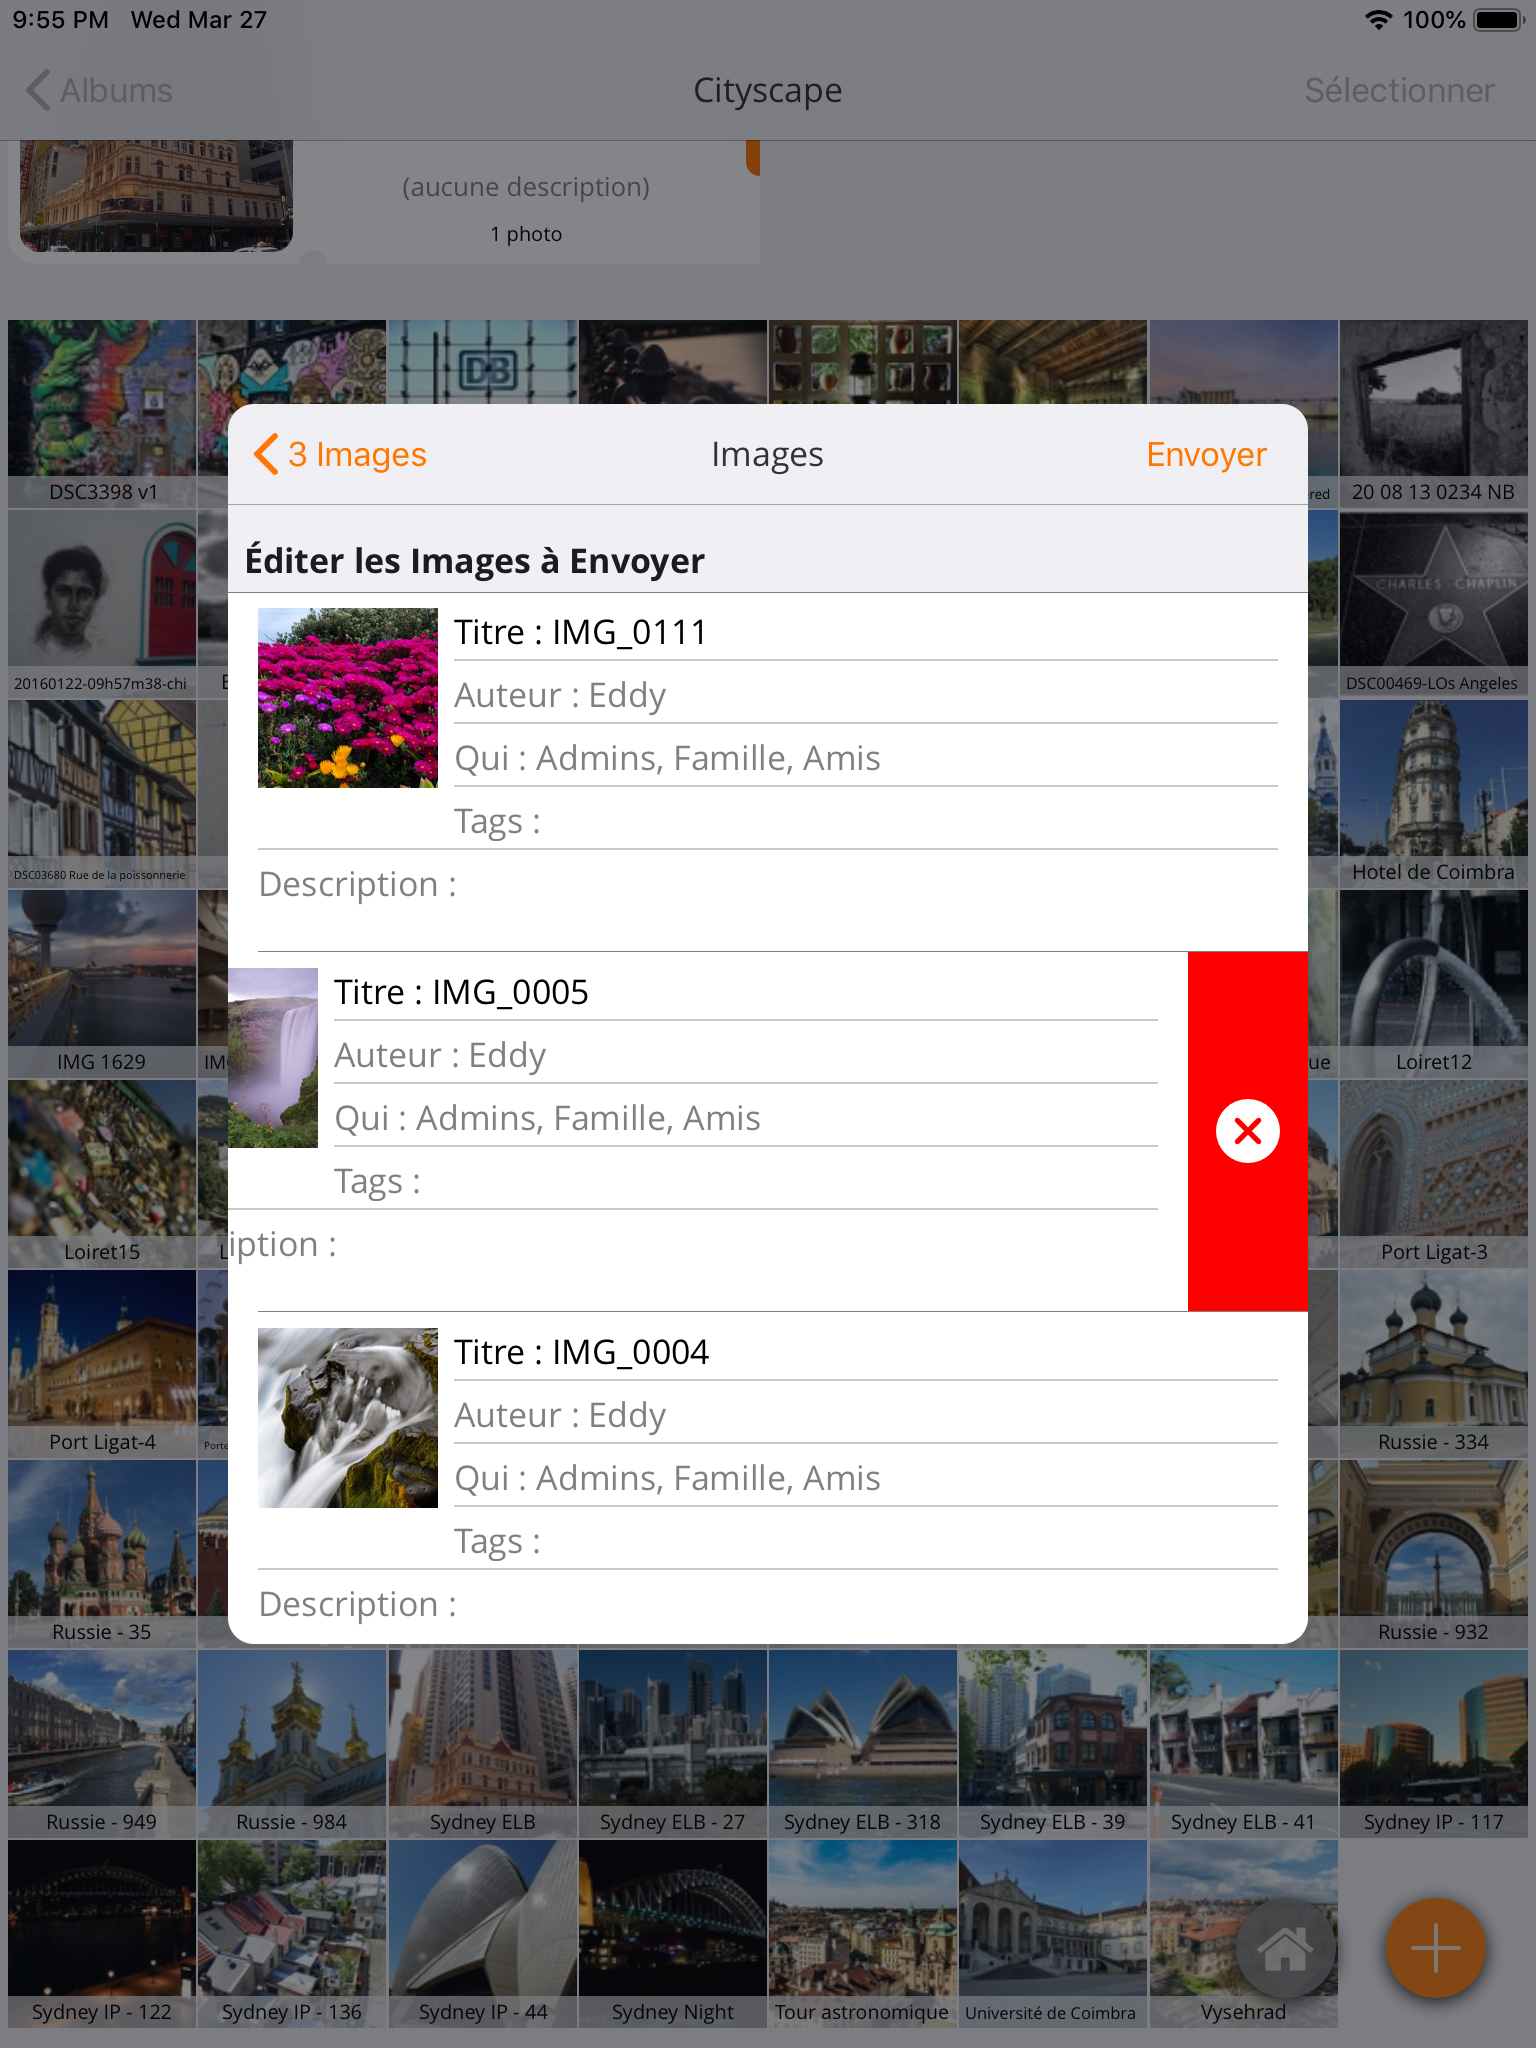 9:55 PM Wed Mar 27 100%
Albums Cityscape Sélectionner
(aucune description)
1 photo
DB
DSC3398 v1
20 08 13 0234 NB
CHARLES CHAPLIN
20160122-09h57m38-chi
DSC00469-LOs Angeles
3 Images Images Envoyer
Éditer les Images à Envoyer
Titre : IMG_0111
Auteur : Eddy
Qui : Admins, Famille, Amis
Tags :
Description :
Titre : IMG_0005
Auteur : Eddy
Qui : Admins, Famille, Amis
Tags :
iption :
Titre : IMG_0004
Auteur : Eddy
Qui : Admins, Famille, Amis
Tags :
Description :
DSC03680 Rue de la poissonnerie
Hotel de Coimbra
IMG 1629
Loiret12
Loiret15
Port Ligat-3
Port Ligat-4
Russie - 334
Russie - 35
Russie - 932
Russie - 949
Russie - 984
Sydney ELB
Sydney ELB - 27
Sydney ELB - 318
Sydney ELB - 39
Sydney ELB - 41
Sydney IP - 117
Sydney IP - 122
Sydney IP - 136
Sydney IP - 44
Sydney Night
Tour astronomique
Université de Coimbra
Vysehrad